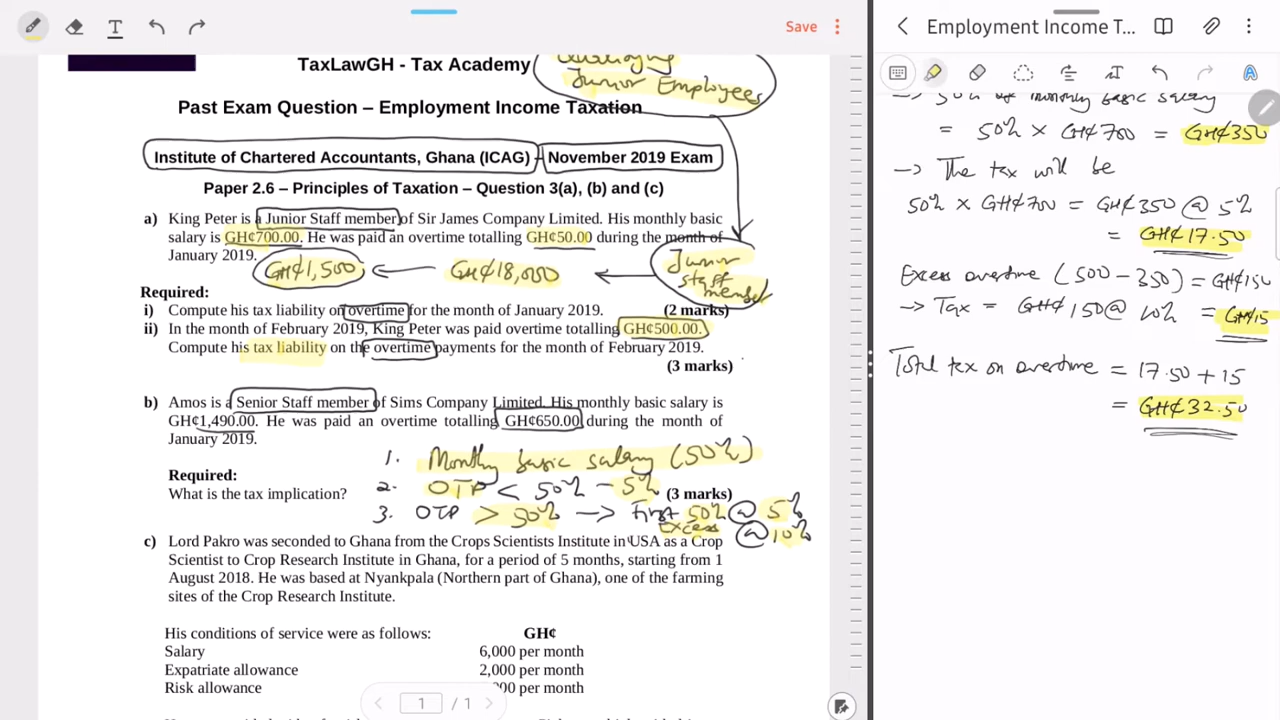 Save
TaxLawGH - Tax Academy
Qualifying
Junior Employees
Past Exam Question – Employment Income Taxation
Institute of Chartered Accountants, Ghana (ICAG) – November 2019 Exam
Paper 2.6 – Principles of Taxation – Question 3(a), (b) and (c)
a) King Peter is a Junior Staff member of Sir James Company Limited. His monthly basic
salary is GH¢700.00. He was paid an overtime totalling GH¢50.00 during the month of
January 2019.
GH¢1,500 ← GH¢18,000 ← Junior staff member
Required:
i) Compute his tax liability on overtime for the month of January 2019. (2 marks)
ii) In the month of February 2019, King Peter was paid overtime totalling GH¢500.00.
Compute his tax liability on the overtime payments for the month of February 2019.
(3 marks)
b) Amos is a Senior Staff member of Sims Company Limited. His monthly basic salary is
GH¢1,490.00. He was paid an overtime totalling GH¢650.00 during the month of
January 2019.
1. Monthly basic salary (50%)
Required:
2. OTP < 50% – 5%
What is the tax implication? (3 marks)
3. OTP > 50% → First 50% @ 5%
Excess @ 10%
c) Lord Pakro was seconded to Ghana from the Crops Scientists Institute in USA as a Crop
Scientist to Crop Research Institute in Ghana, for a period of 5 months, starting from 1
August 2018. He was based at Nyankpala (Northern part of Ghana), one of the farming
sites of the Crop Research Institute.
His conditions of service were as follows: GH¢
Salary 6,000 per month
Expatriate allowance 2,000 per month
Risk allowance 00 per month
1 / 1
Employment Income T...
→ 50% of monthly basic salary
= 50% × GH¢700 = GH¢350
→ The tax will be
50% × GH¢700 = GH¢350 @ 5%
= GH¢17.50
Excess overtime (500 – 350) = GH¢150
→ Tax = GH¢150 @ 10% = GH¢15
Total tax on overtime = 17.50 + 15
= GH¢32.50